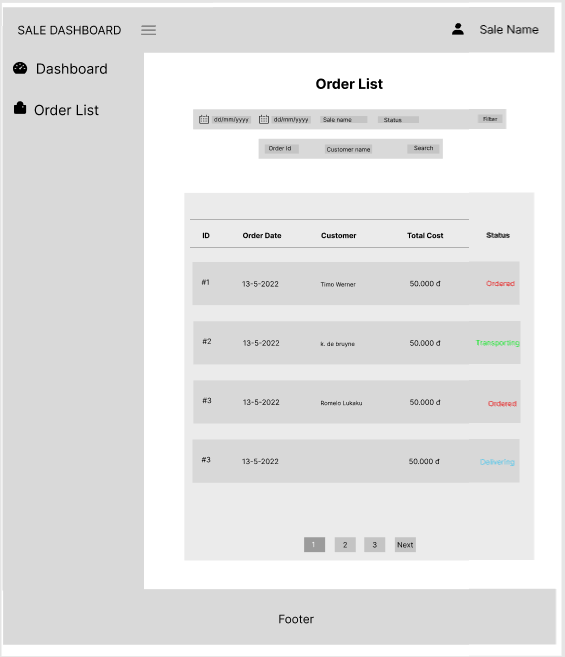 SALE DASHBOARD
Sale Name
Dashboard
Order List
Order List
dd/mm/yyyy dd/mm/yyyy Sale name Status Filter
Order Id Customer name Search
ID Order Date Customer Total Cost Status
#1 13-5-2022 Timo Werner 50.000 đ Ordered
#2 13-5-2022 k. de bruyne 50.000 đ Transporting
#3 13-5-2022 Romelo Lukaku 50.000 đ Ordered
#3 13-5-2022 50.000 đ Delivering
1 2 3 Next
Footer